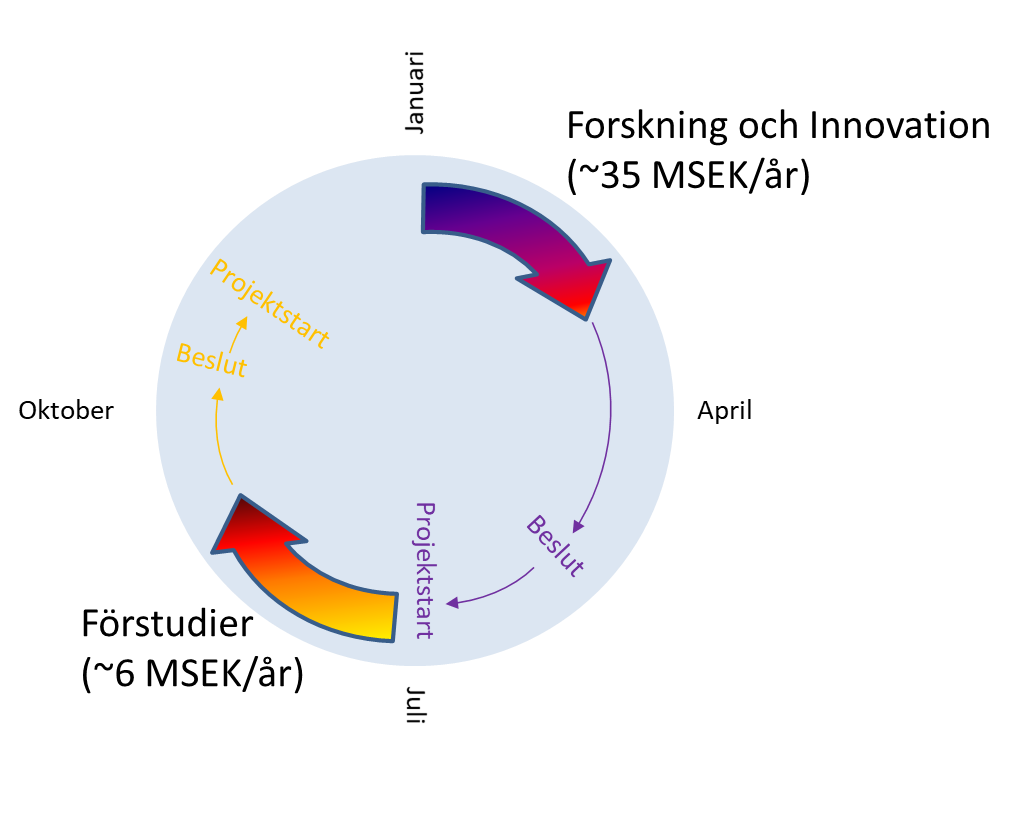 Januari
Forskning och Innovation
(~35 MSEK/år)
Projektstart
Beslut
Oktober
April
Projektstart
Beslut
Förstudier
(~6 MSEK/år)
Juli